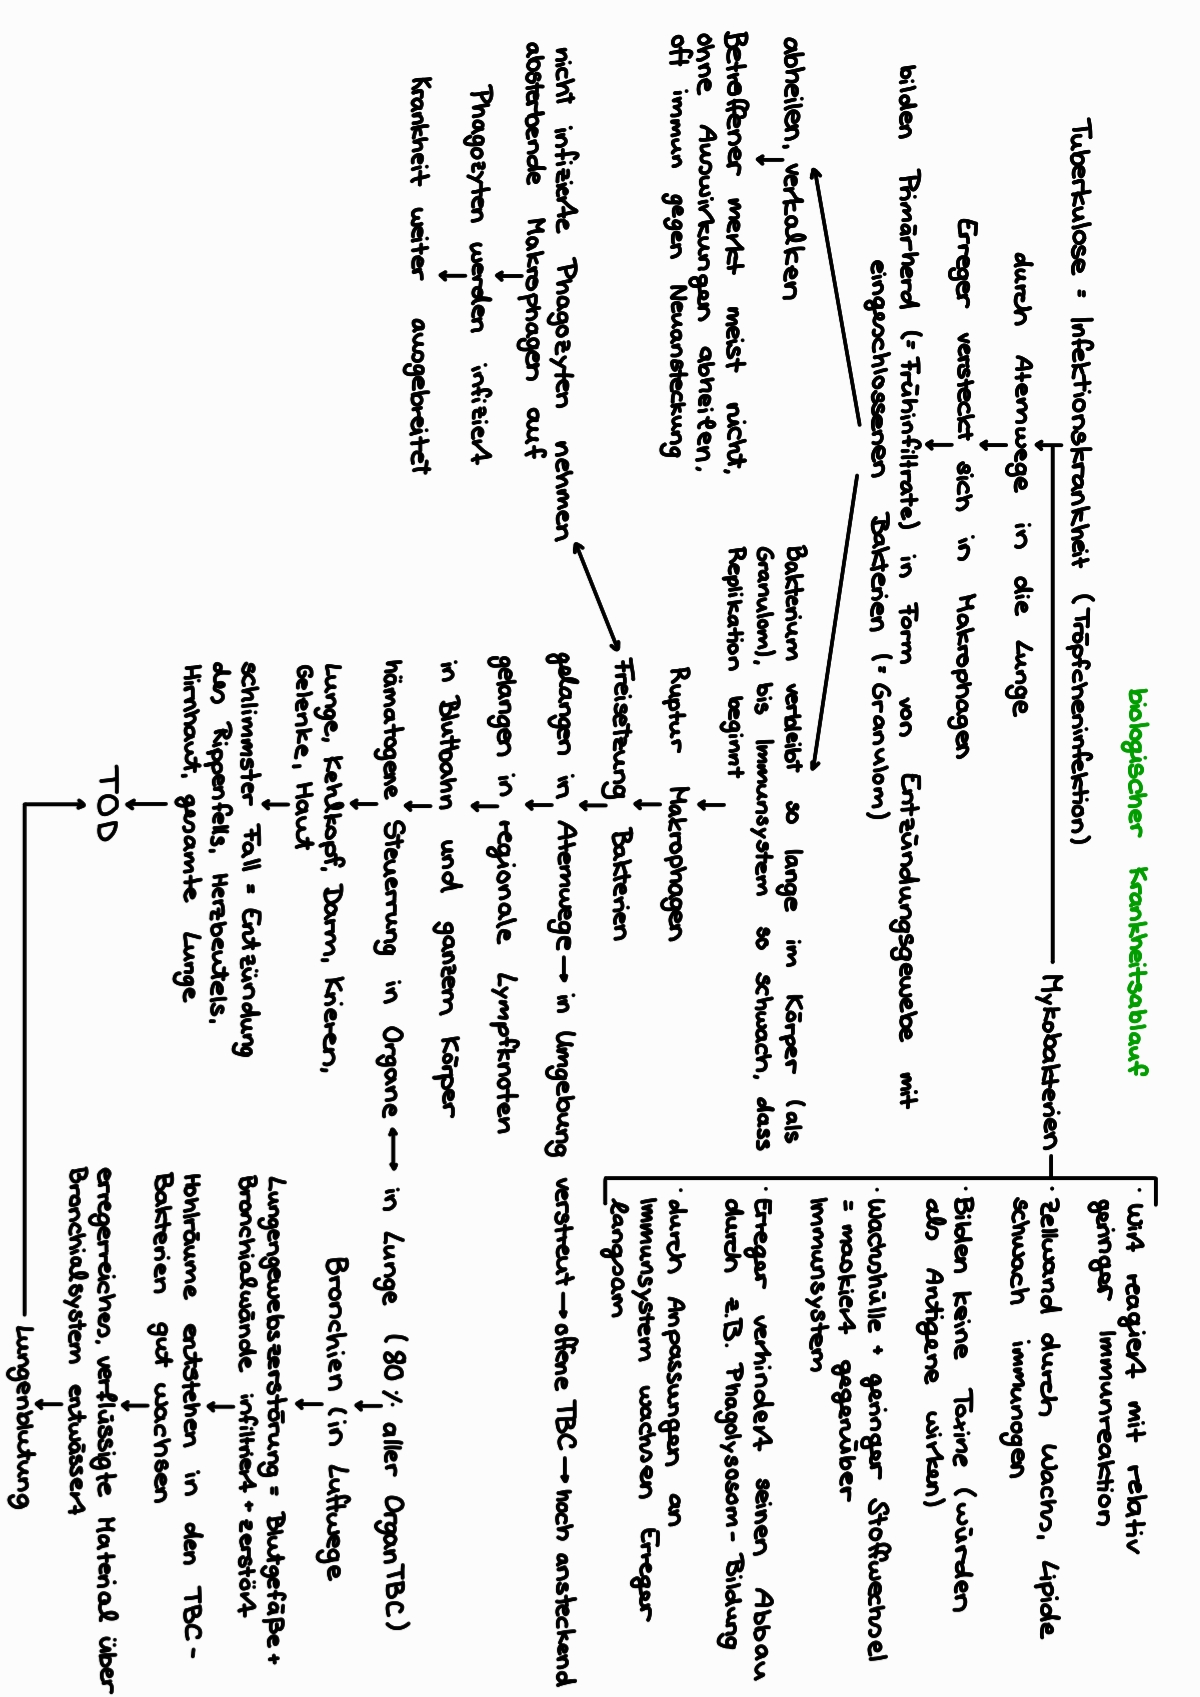 biologischer Krankheitsablauf
Tuberkulose = Infektionskrankheit (Tröpfcheninfektion)
durch Atemwege in die Lunge
Erreger versteckt sich in Makrophagen
bilden Primärherd (= Frühinfiltrate) in Form von Entzündungsgewebe mit
eingeschlossenen Bakterien (= Granulom)
abheilen, verkalken
Betroffener merkt meist nicht,
ohne Auswirkungen abheilen,
oft immun gegen Neuansteckung
Bakterium verbleibt so lange im Körper (als
Granulom), bis Immunsystem so schwach, dass
Replikation beginnt
Ruptur Makrophagen
Freisetzung Bakterien
nicht infizierte Phagozyten nehmen
absterbende Makrophagen auf
Phagozyten werden infiziert
Krankheit weiter ausgebreitet
gelangen in Atemwege → in Umgebung verstreut → offene TBC → hoch ansteckend
gelangen in regionale Lympfknoten
in Blutbahn und ganzem Körper
hämatogene Steuerrung in Organe ↔ in Lunge (80 % aller OrganTBC)
Lunge, Kehlkopf, Darm, Knieren,
Gelenke, Haut
schlimmster Fall = Entzündung
des Rippenfells, Herzbeutels,
Hirnhaut, gesamte Lunge
TOD
Bronchien (in Luftwege
Lungengewebszerstörung = Blutgefäße +
Bronchialwände infiltriert + zerstört
Hohlräume entstehen in den TBC-
Bakterien gut wachsen
erregerreiches, verflüssigte Material über
Bronchialsystem entwässert
Lungenblutung
Mykobakterien
· Wirt reagiert mit relativ
geringer Immunreaktion
· Zellwand durch Wachs, Lipide
schwach immunogen
· Bilden keine Toxine (würden
als Antigene wirken)
· Wachshülle + geringer Stoffwechsel
= maskiert gegenüber
Immunsystem
· Erreger verhindert seinen Abbau
durch z.B. Phagolysosom-Bildung
· durch Anpassungen an
Immunsystem wachsen Erreger
langsam